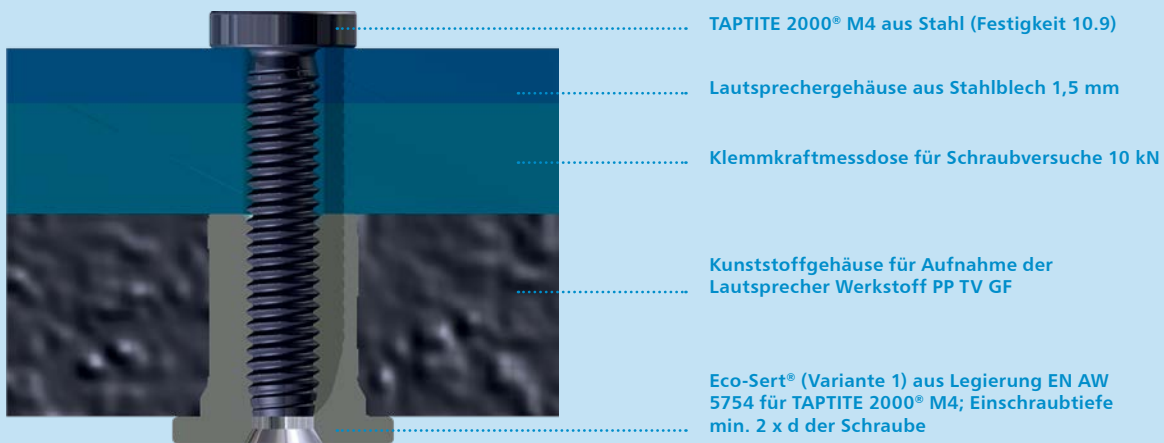 TAPTITE 2000® M4 aus Stahl (Festigkeit 10.9)
Lautsprechergehäuse aus Stahlblech 1,5 mm
Klemmkraftmessdose für Schraubversuche 10 kN
Kunststoffgehäuse für Aufnahme der
Lautsprecher Werkstoff PP TV GF
Eco-Sert® (Variante 1) aus Legierung EN AW
5754 für TAPTITE 2000® M4; Einschraubtiefe
min. 2 x d der Schraube